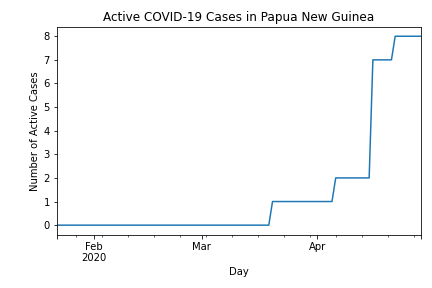 Active COVID-19 Cases in Papua New Guinea
8
7
6
5
4
3
2
1
0
Number of Active Cases
Feb
2020
Mar
Apr
Day